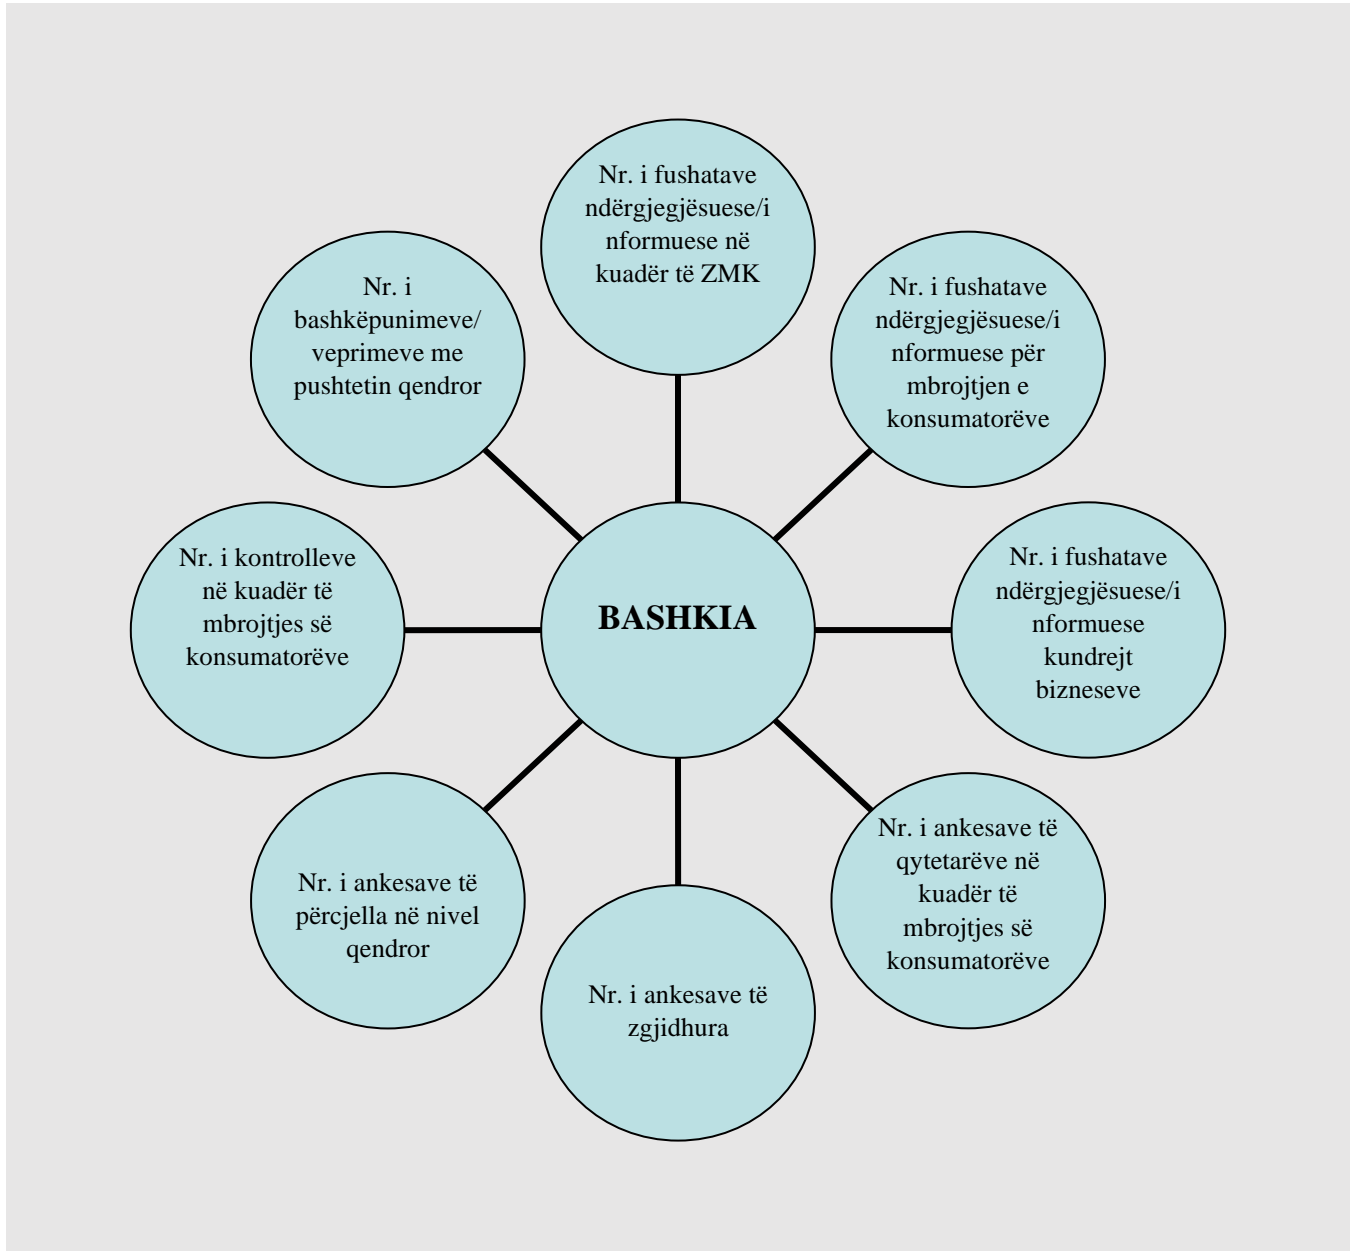 Nr. i fushatave
ndërgjegjësuese/i
nformuese në
kuadër të ZMK
Nr. i fushatave
ndërgjegjësuese/i
nformuese për
mbrojtjen e
konsumatorëve
Nr. i fushatave
ndërgjegjësuese/i
nformuese
kundrejt
bizneseve
Nr. i ankesave të
qytetarëve në
kuadër të
mbrojtjes së
konsumatorëve
Nr. i ankesave të
zgjidhura
Nr. i ankesave të
përcjella në nivel
qendror
Nr. i kontrolleve
në kuadër të
mbrojtjes së
konsumatorëve
Nr. i
bashkëpunimeve/
veprimeve me
pushtetin qendror
BASHKIA